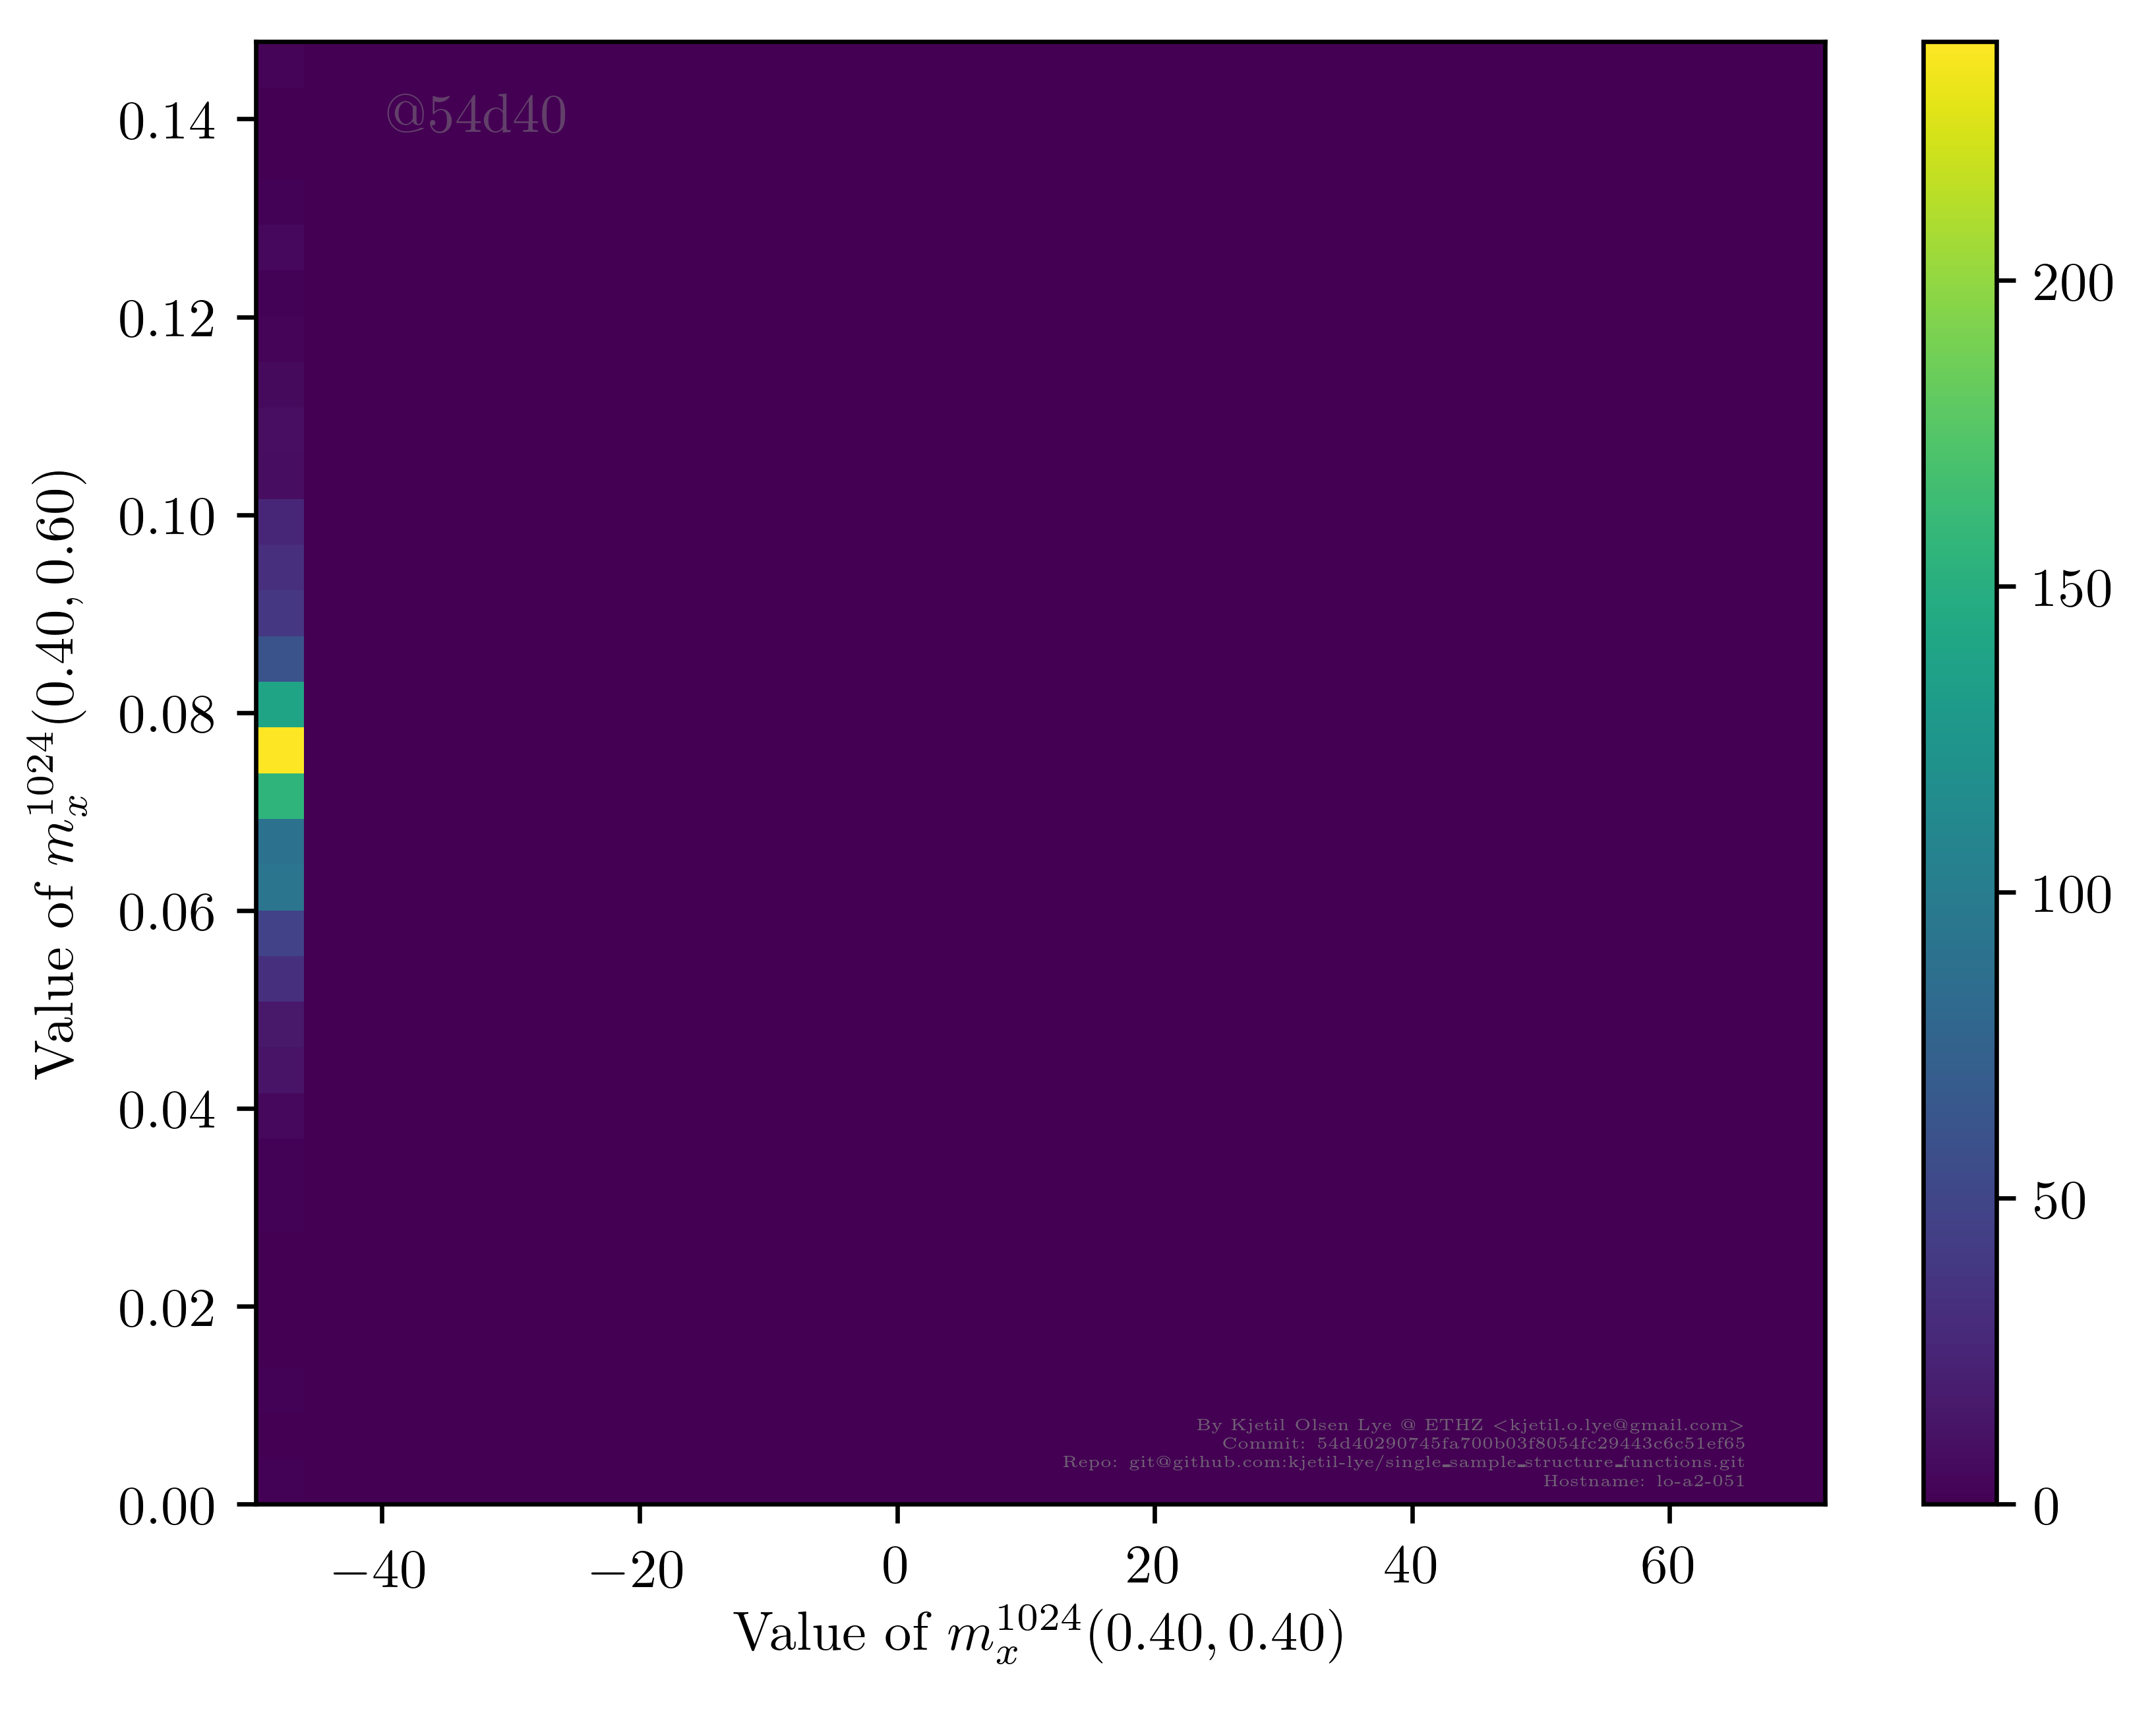 @54d40
0.14
0.12
0.10
0.08
0.06
0.04
0.02
0.00
Value of m_x^{1024}(0.40, 0.60)
−40 −20 0 20 40 60
Value of m_x^{1024}(0.40, 0.40)
200
150
100
50
0
By Kjetil Olsen Lye @ ETHZ <kjetil.o.lye@gmail.com>
Commit: 54d40290745fa700b03f8054fc29443c6c51ef65
Repo: git@github.com:kjetil-lye/single_sample_structure_functions.git
Hostname: lo-a2-051